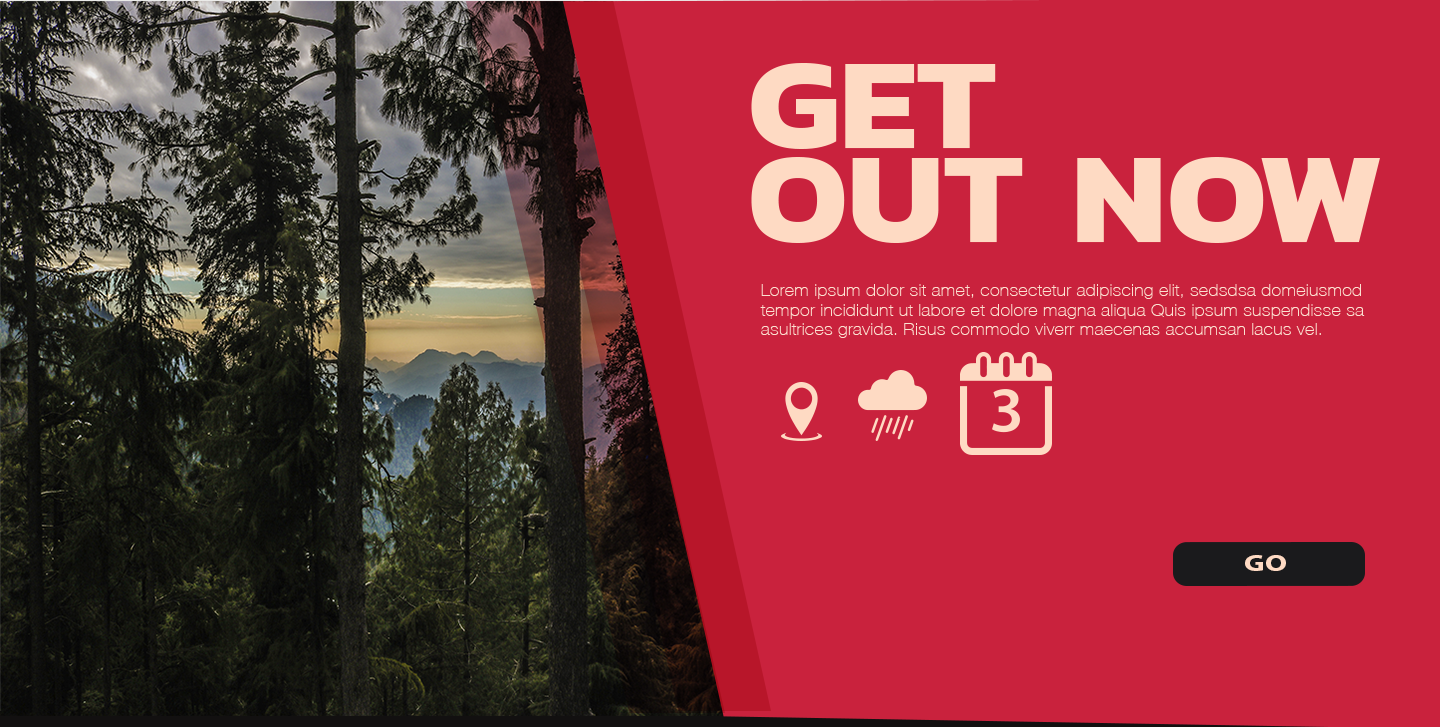 GET
OUT NOW
Lorem ipsum dolor sit amet, consectetur adipiscing elit, sedsdsa domeiusmod
tempor incididunt ut labore et dolore magna aliqua Quis ipsum suspendisse sa
asultrices gravida. Risus commodo viverr maecenas accumsan lacus vel.
3
GO